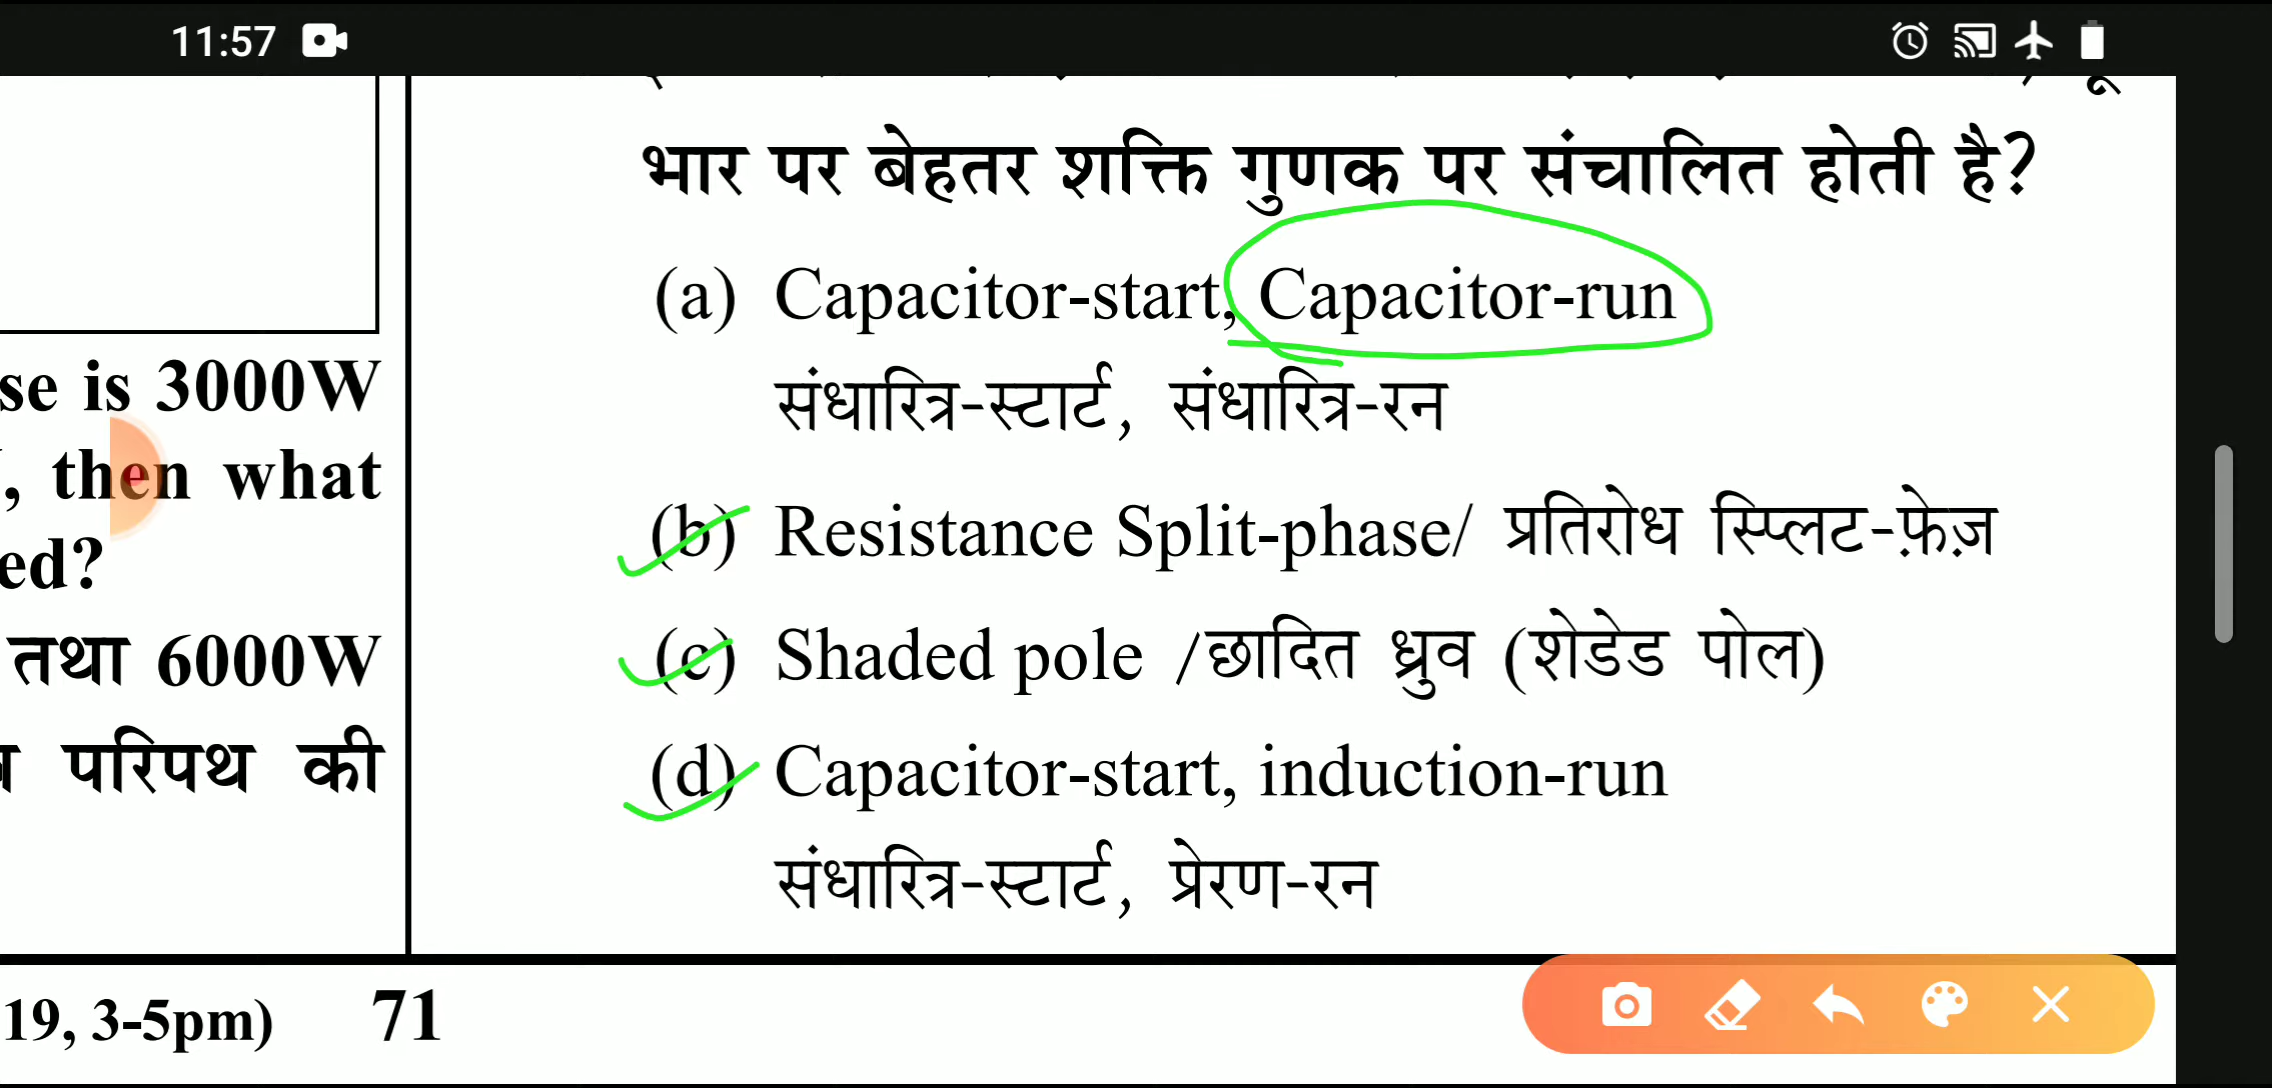 11:57
भार पर बेहतर शक्ति गुणक पर संचालित होती है?
(a) Capacitor-start, Capacitor-run
संधारित्र-स्टार्ट, संधारित्र-रन
(b) Resistance Split-phase/ प्रतिरोध स्प्लिट-फ़ेज़
(c) Shaded pole /छादित ध्रुव (शेडेड पोल)
(d) Capacitor-start, induction-run
संधारित्र-स्टार्ट, प्रेरण-रन
se is 3000W
, then what
ed?
तथा 6000W
परिपथ की
19, 3-5pm) 71